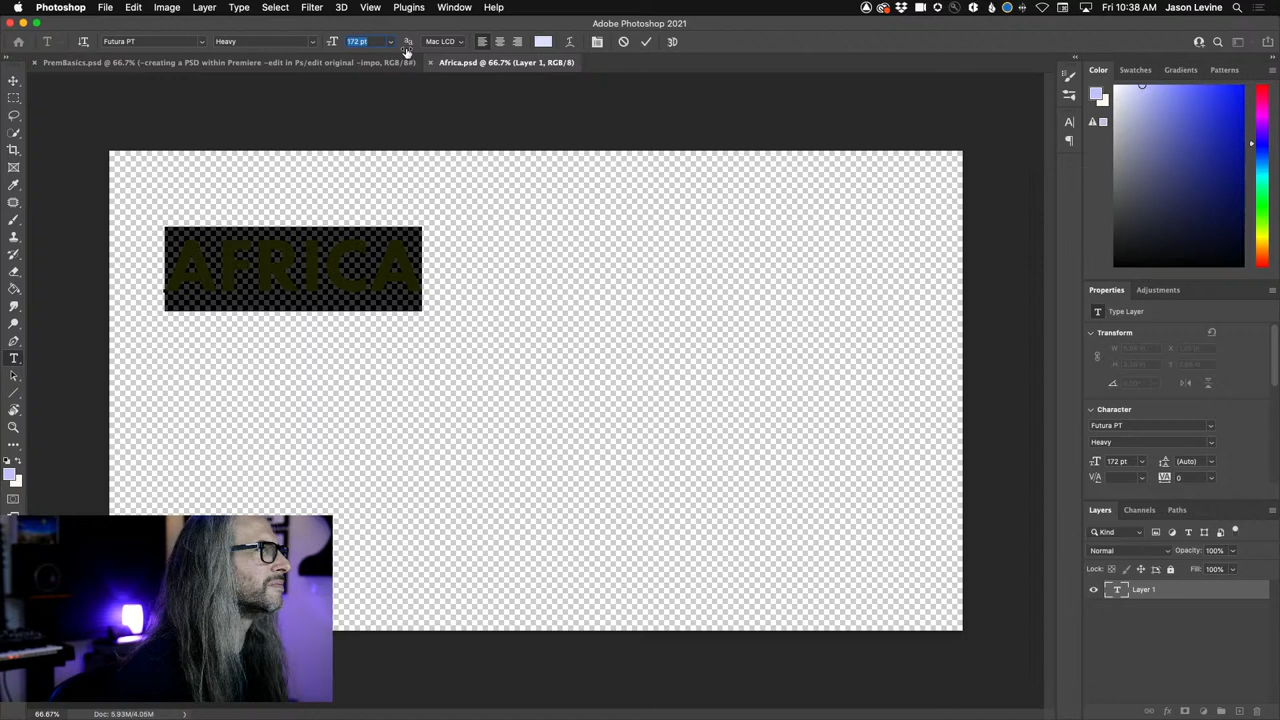 Photoshop File Edit Image Layer Type Select Filter 3D View Plugins Window Help Fri 10:38 AM Jason Levine
Adobe Photoshop 2021
T Futura PT Heavy 172 pt Mac LCD 3D
PremBasics.psd @ 66.7% (-creating a PSD within Premiere -edit in Ps/edit original -impo, RGB/8#) Africa.psd @ 66.7% (Layer 1, RGB/8)
Color Swatches Gradients Patterns
AFRICA
Properties Adjustments
T Type Layer
Transform
W X
H Y
Character
Futura PT
Heavy
172 pt (Auto)
V/A VA 0
Layers Channels Paths
Kind
Normal Opacity: 100%
Lock: Fill: 100%
T Layer 1
66.67% Doc: 5.93M/4.05M